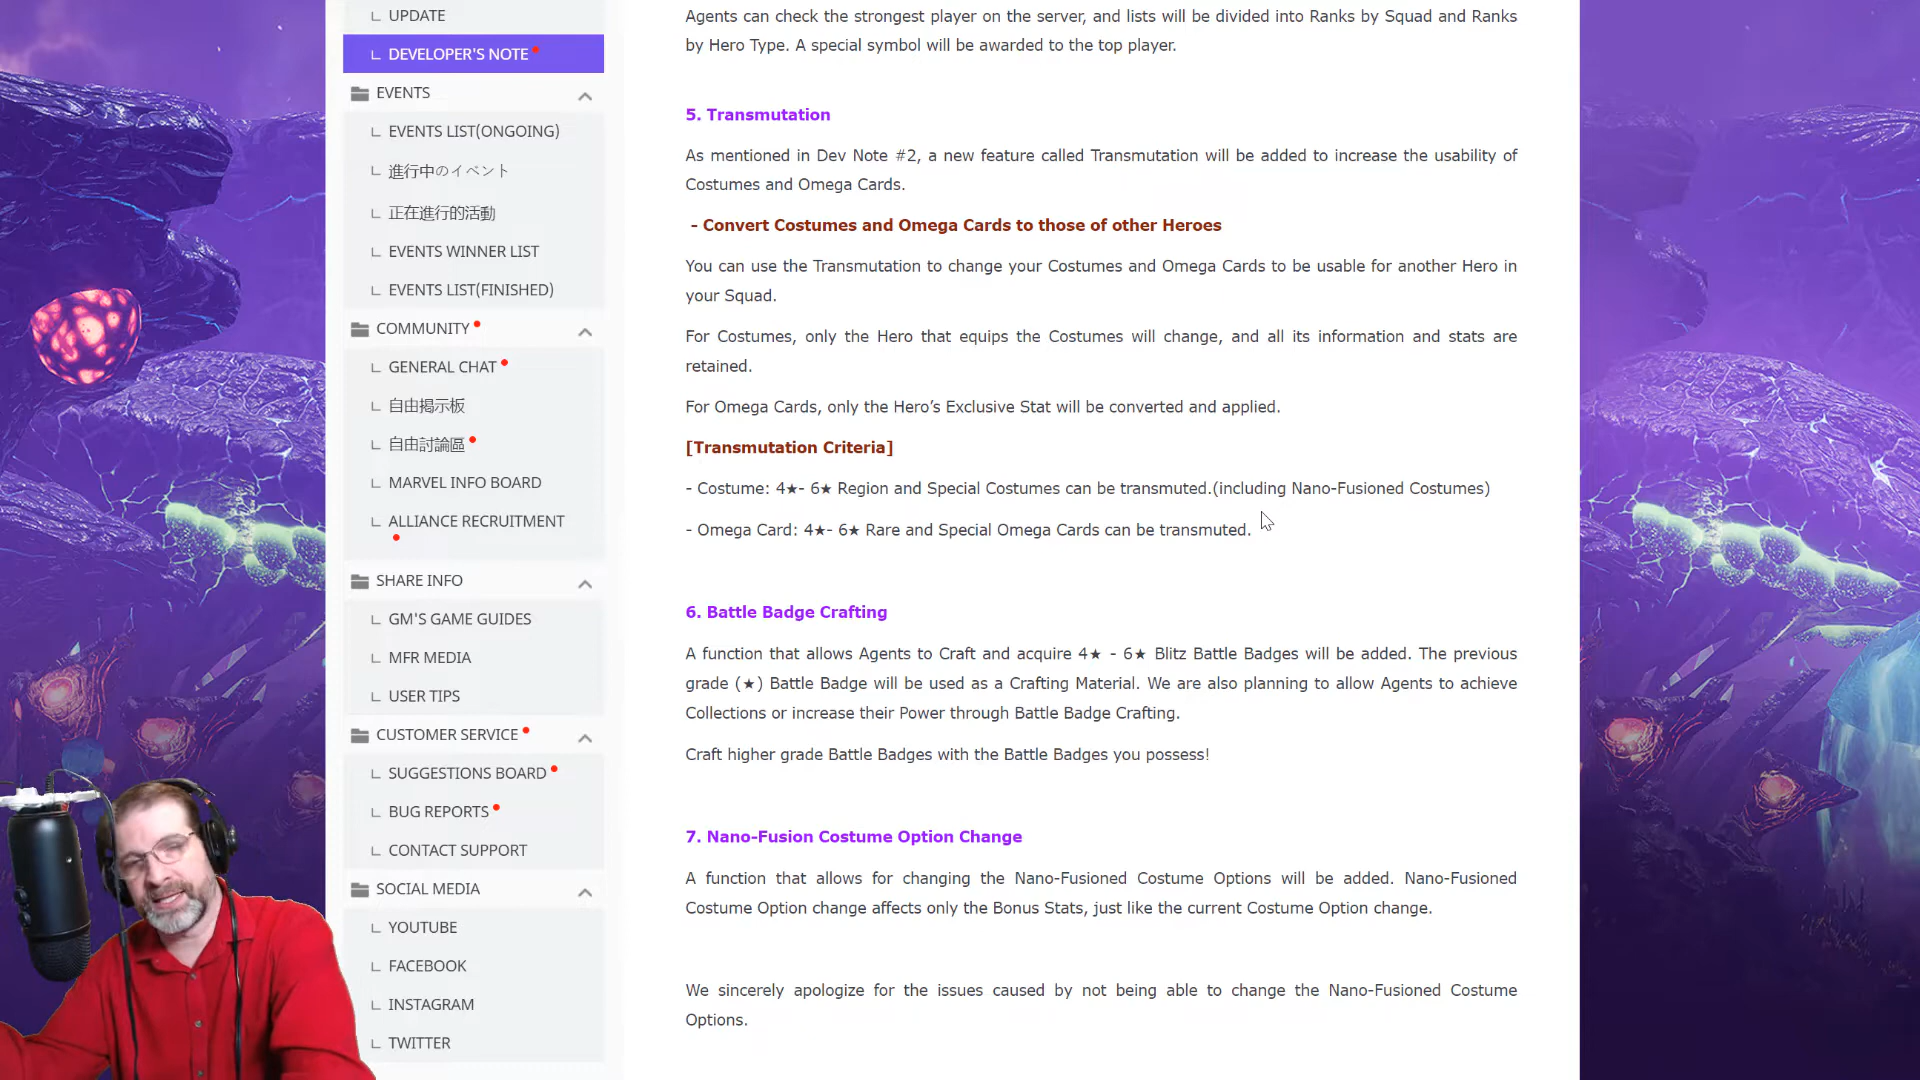 UPDATE
DEVELOPER'S NOTE
EVENTS
EVENTS LIST(ONGOING)
進行中のイベント
正在進行的活動
EVENTS WINNER LIST
EVENTS LIST(FINISHED)
COMMUNITY
GENERAL CHAT
自由掲示板
自由討論區
MARVEL INFO BOARD
ALLIANCE RECRUITMENT
SHARE INFO
GM'S GAME GUIDES
MFR MEDIA
USER TIPS
CUSTOMER SERVICE
SUGGESTIONS BOARD
BUG REPORTS
CONTACT SUPPORT
SOCIAL MEDIA
YOUTUBE
FACEBOOK
INSTAGRAM
TWITTER
Agents can check the strongest player on the server, and lists will be divided into Ranks by Squad and Ranks
by Hero Type. A special symbol will be awarded to the top player.
5. Transmutation
As mentioned in Dev Note #2, a new feature called Transmutation will be added to increase the usability of
Costumes and Omega Cards.
- Convert Costumes and Omega Cards to those of other Heroes
You can use the Transmutation to change your Costumes and Omega Cards to be usable for another Hero in
your Squad.
For Costumes, only the Hero that equips the Costumes will change, and all its information and stats are
retained.
For Omega Cards, only the Hero’s Exclusive Stat will be converted and applied.
[Transmutation Criteria]
- Costume: 4★- 6★ Region and Special Costumes can be transmuted.(including Nano-Fusioned Costumes)
- Omega Card: 4★- 6★ Rare and Special Omega Cards can be transmuted.
6. Battle Badge Crafting
A function that allows Agents to Craft and acquire 4★ - 6★ Blitz Battle Badges will be added. The previous
grade (★) Battle Badge will be used as a Crafting Material. We are also planning to allow Agents to achieve
Collections or increase their Power through Battle Badge Crafting.
Craft higher grade Battle Badges with the Battle Badges you possess!
7. Nano-Fusion Costume Option Change
A function that allows for changing the Nano-Fusioned Costume Options will be added. Nano-Fusioned
Costume Option change affects only the Bonus Stats, just like the current Costume Option change.
We sincerely apologize for the issues caused by not being able to change the Nano-Fusioned Costume
Options.